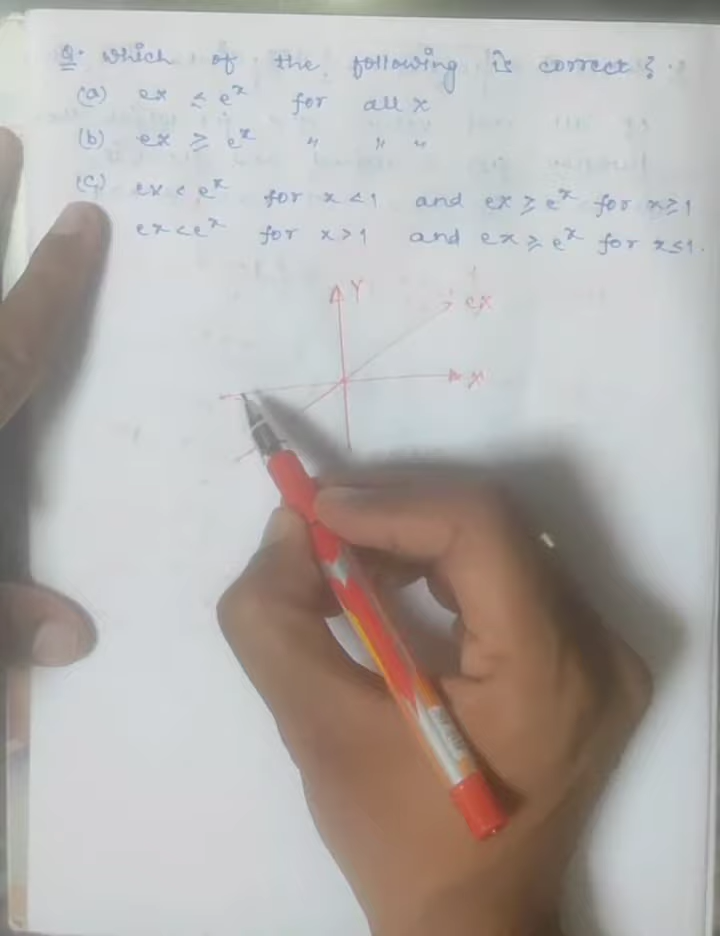 Q. which of the following is correct ?
(a) ex ≤ e^x for all x
(b) ex ≥ e^x " " "
(c) ex < e^x for x < 1 and ex ≥ e^x for x ≥ 1
ex < e^x for x > 1 and ex ≥ e^x for x ≤ 1.
Y
ex
X